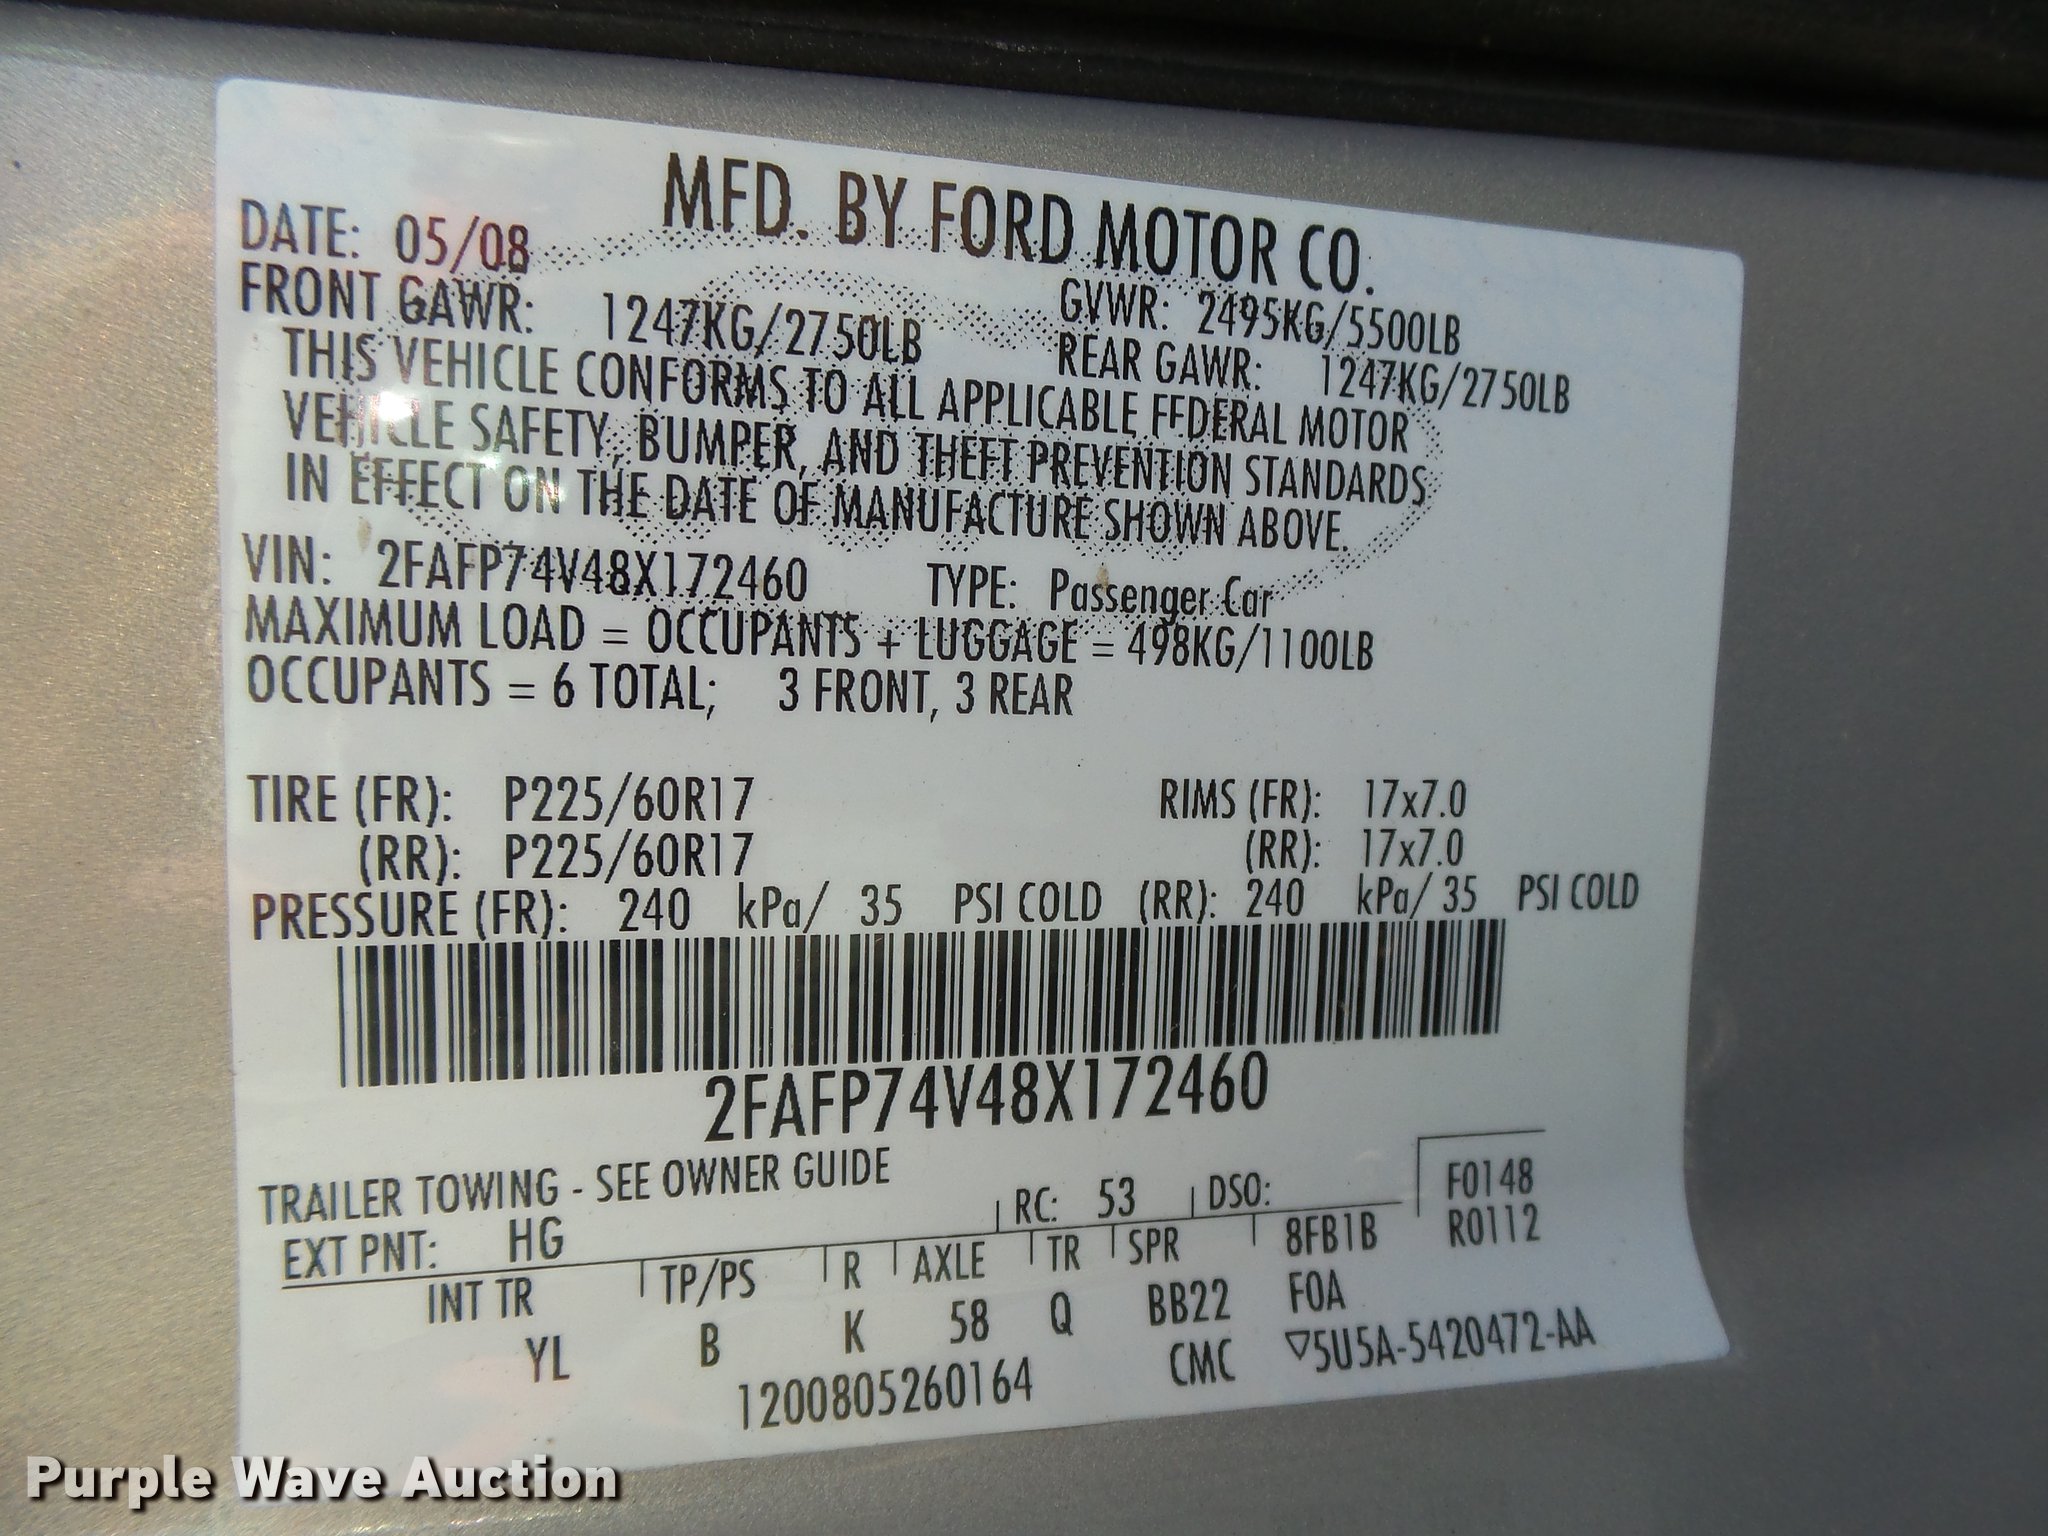 MFD. BY FORD MOTOR CO.
DATE: 05/08 GVWR: 2495KG/5500LB
FRONT GAWR: 1247KG/2750LB REAR GAWR: 1247KG/2750LB
THIS VEHICLE CONFORMS TO ALL APPLICABLE FEDERAL MOTOR
VEHICLE SAFETY, BUMPER, AND THEFT PREVENTION STANDARDS
IN EFFECT ON THE DATE OF MANUFACTURE SHOWN ABOVE.
VIN: 2FAFP74V48X172460 TYPE: Passenger Car
MAXIMUM LOAD = OCCUPANTS + LUGGAGE = 498KG/1100LB
OCCUPANTS = 6 TOTAL; 3 FRONT, 3 REAR
TIRE (FR): P225/60R17 RIMS (FR): 17x7.0
(RR): P225/60R17 (RR): 17x7.0
PRESSURE (FR): 240 kPa/ 35 PSI COLD (RR): 240 kPa/ 35 PSI COLD
2FAFP74V48X172460
TRAILER TOWING - SEE OWNER GUIDE
EXT PNT: HG RC: 53 DSO: F0148
INT TR TP/PS R AXLE TR SPR 8FB1B R0112
YL B K 58 Q BB22 F0A
1200805260164 CMC ▽5U5A-5420472-AA
Purple Wave Auction